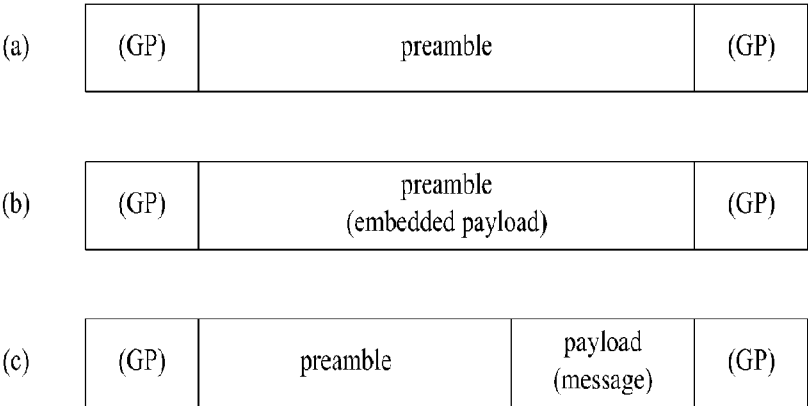 (a) (GP) preamble (GP)
(b) (GP) preamble (embedded payload) (GP)
(c) (GP) preamble payload (message) (GP)